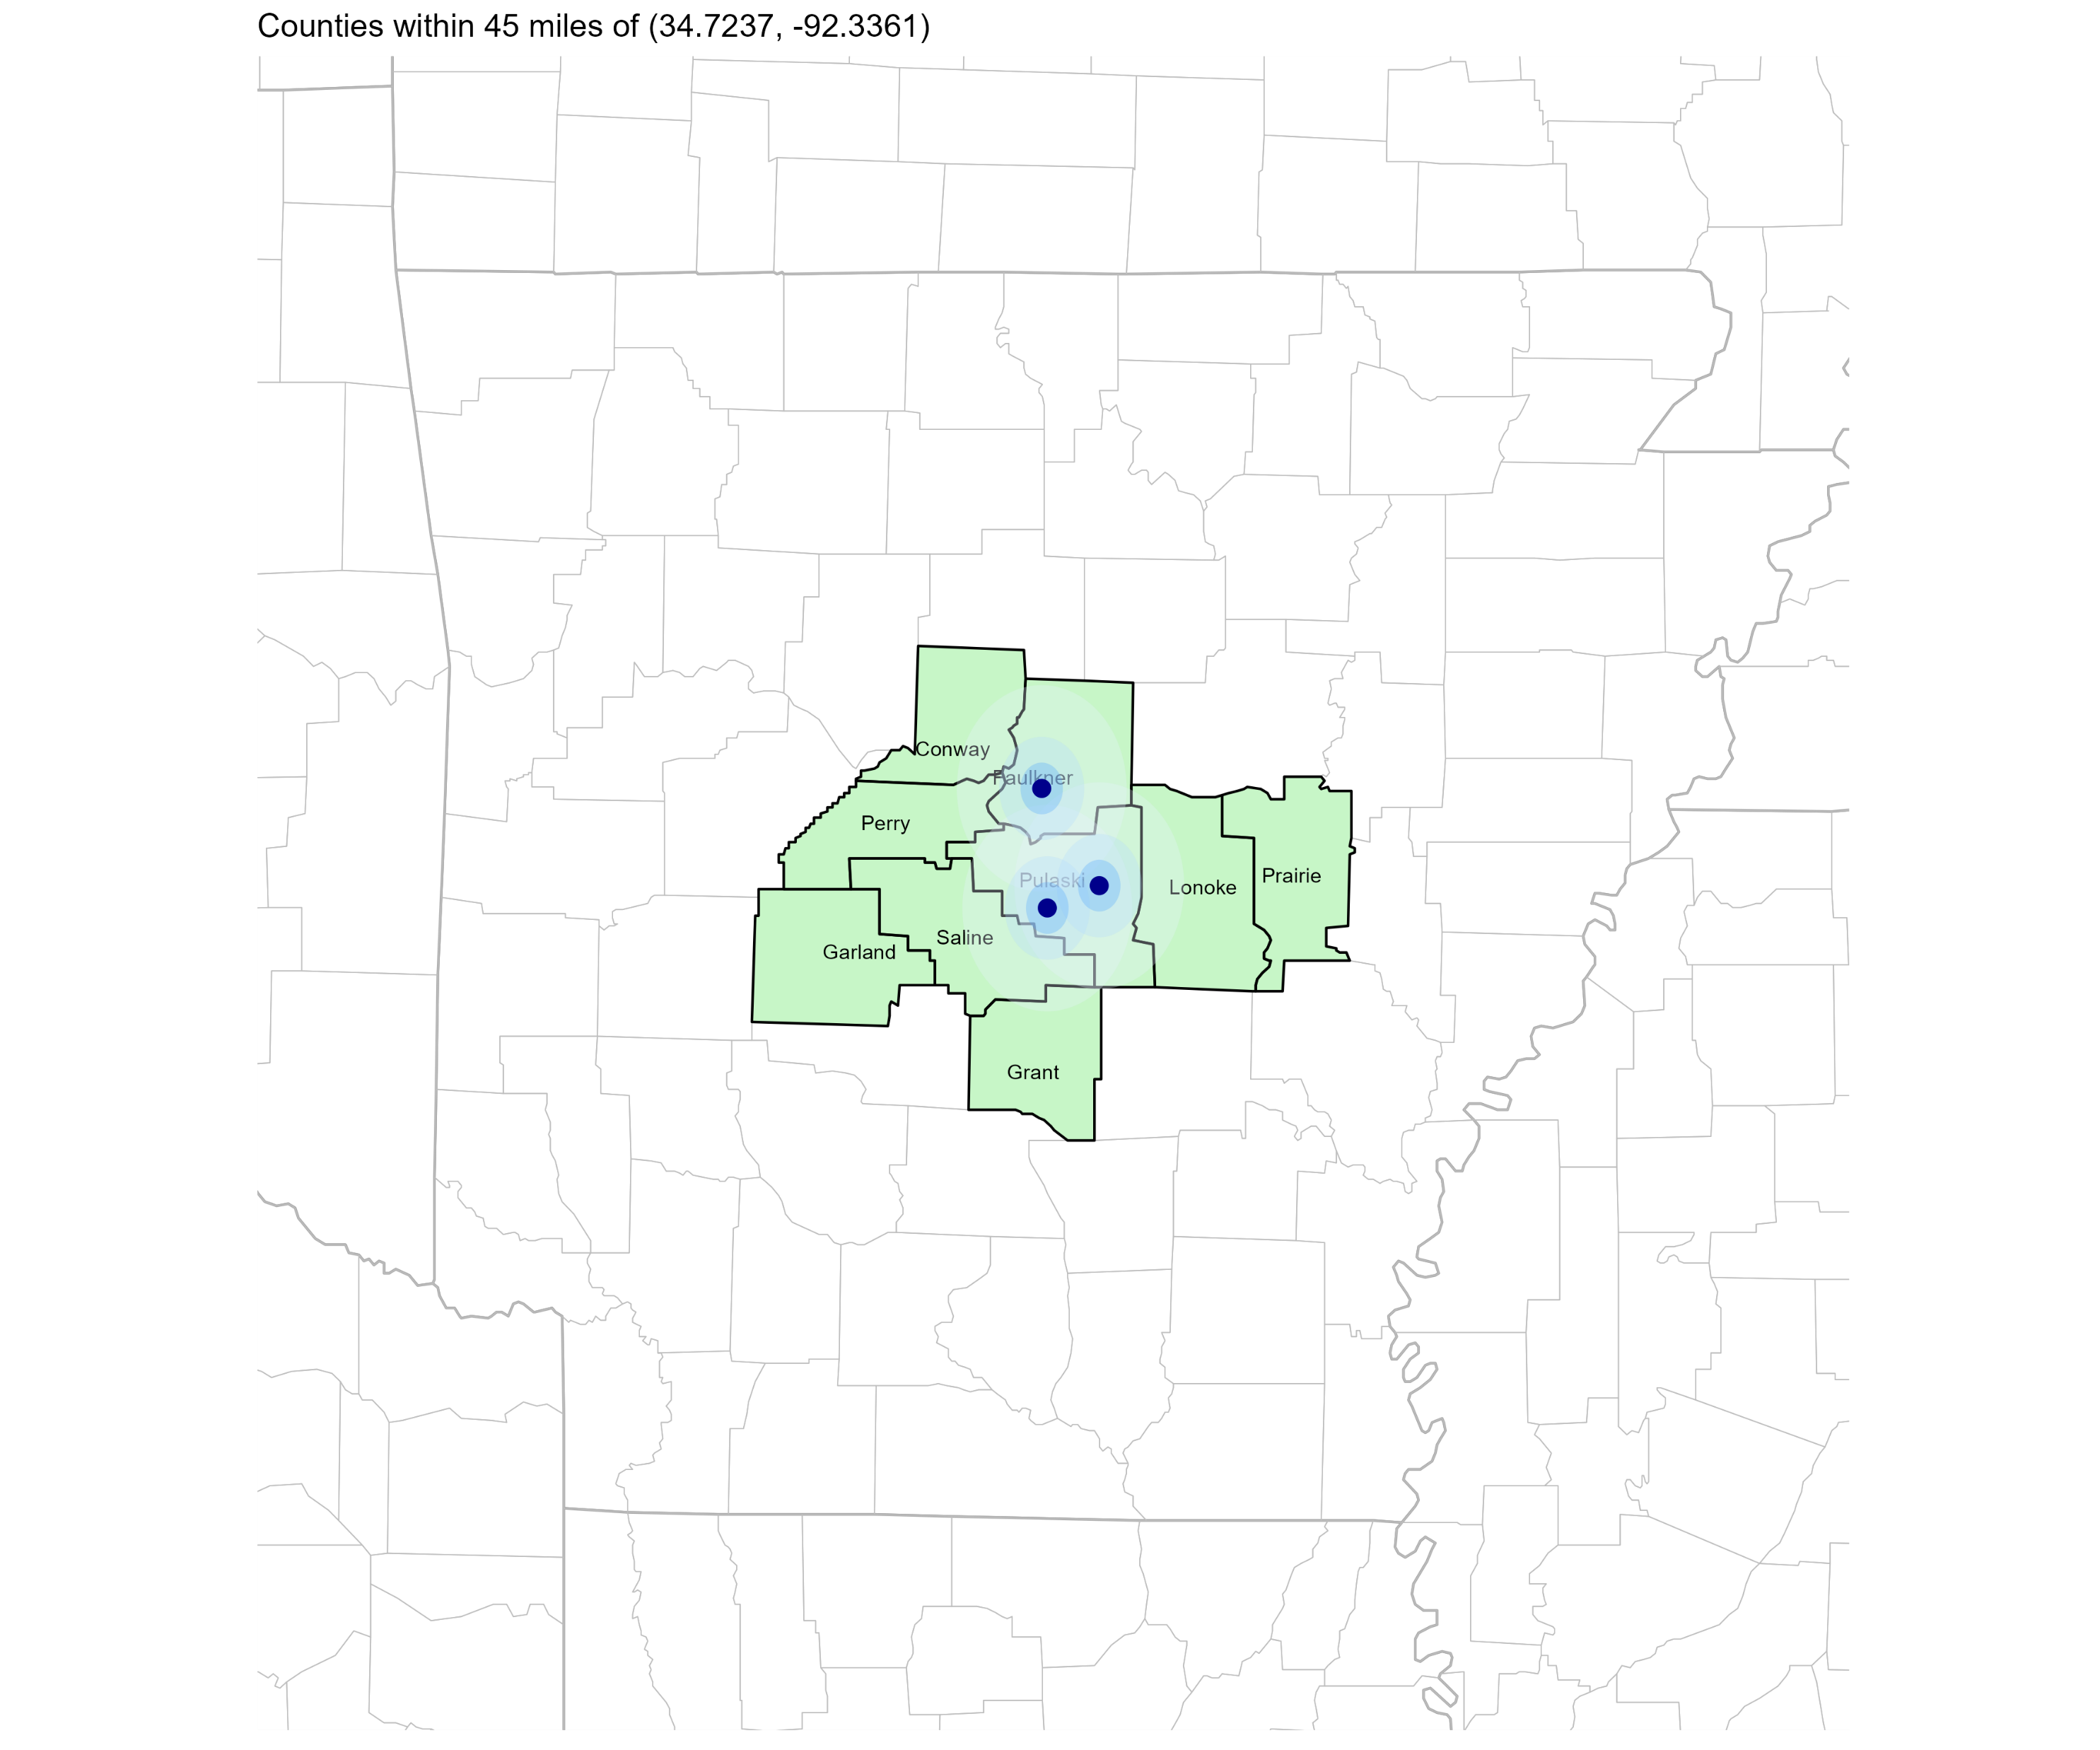 Counties within 45 miles of (34.7237, -92.3361)
Conway
Faulkner
Perry
Prairie
Pulaski
Lonoke
Saline
Garland
Grant